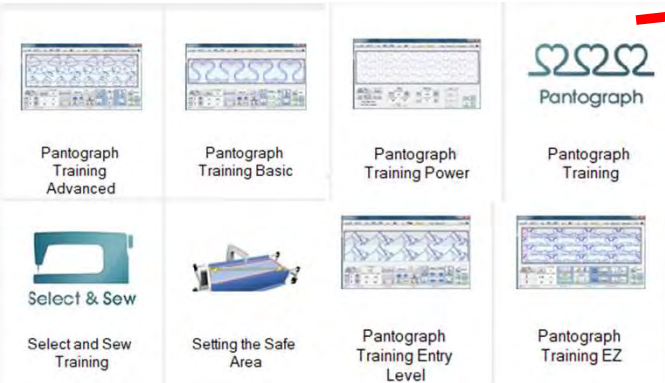 Pantograph
Pantograph
Training
Advanced
Pantograph
Training Basic
Pantograph
Training Power
Pantograph
Training
Select & Sew
Select and Sew
Training
Setting the Safe
Area
Pantograph
Training Entry
Level
Pantograph
Training EZ